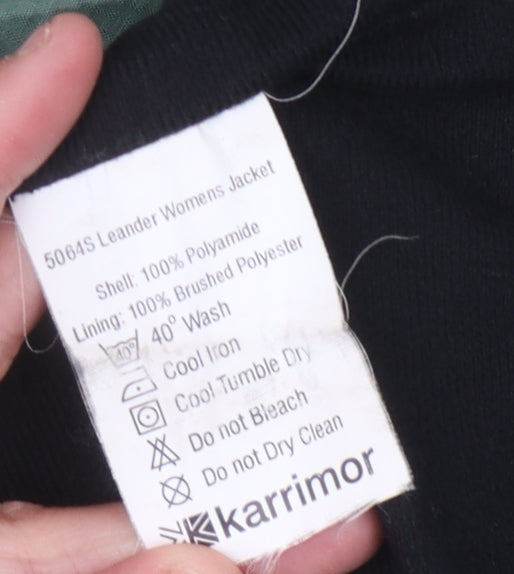 5064S Leander Womens Jacket
Shell: 100% Polyamide
Lining: 100% Brushed Polyester
40° 40° Wash
Cool Iron
Cool Tumble Dry
Do not Bleach
Do not Dry Clean
karrimor